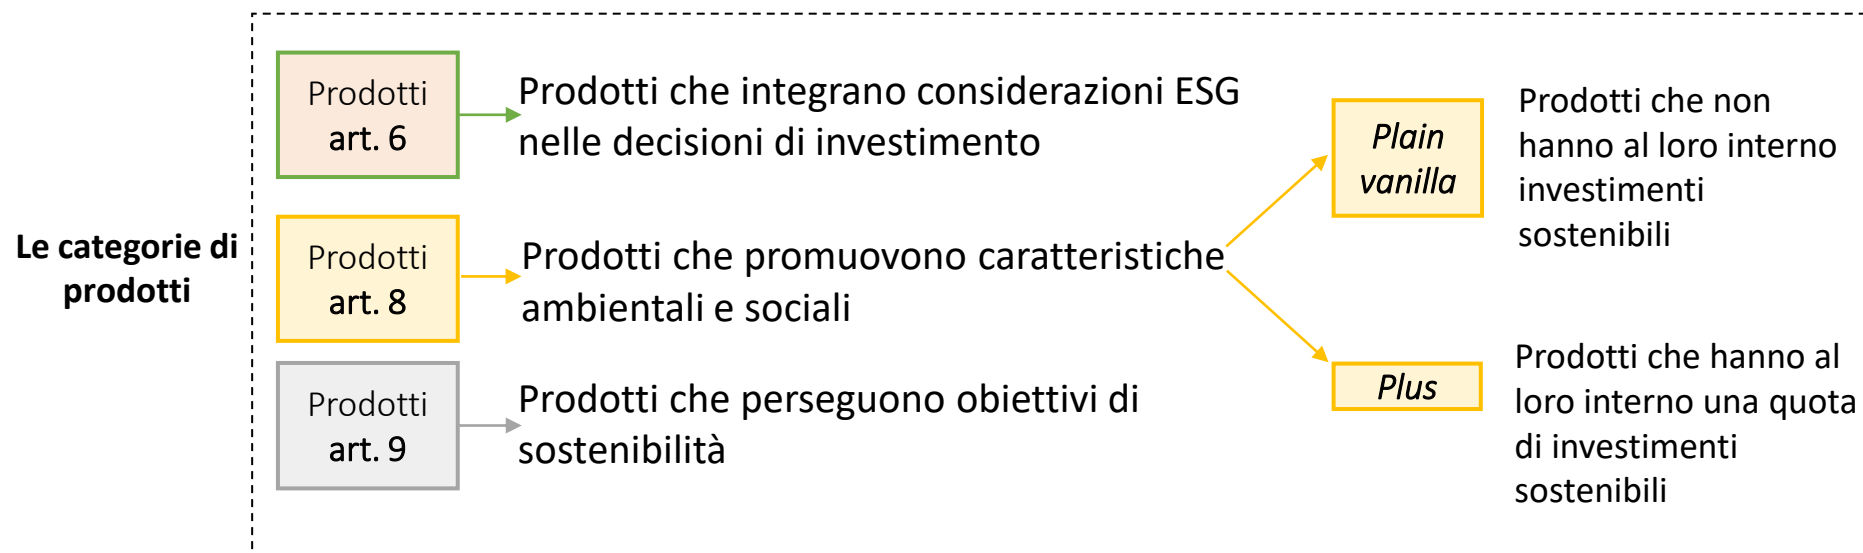 Le categorie di
prodotti
Prodotti
art. 6
Prodotti che integrano considerazioni ESG
nelle decisioni di investimento
Prodotti
art. 8
Prodotti che promuovono caratteristiche
ambientali e sociali
Plain
vanilla
Prodotti che non
hanno al loro interno
investimenti
sostenibili
Plus
Prodotti che hanno al
loro interno una quota
di investimenti
sostenibili
Prodotti
art. 9
Prodotti che perseguono obiettivi di
sostenibilità